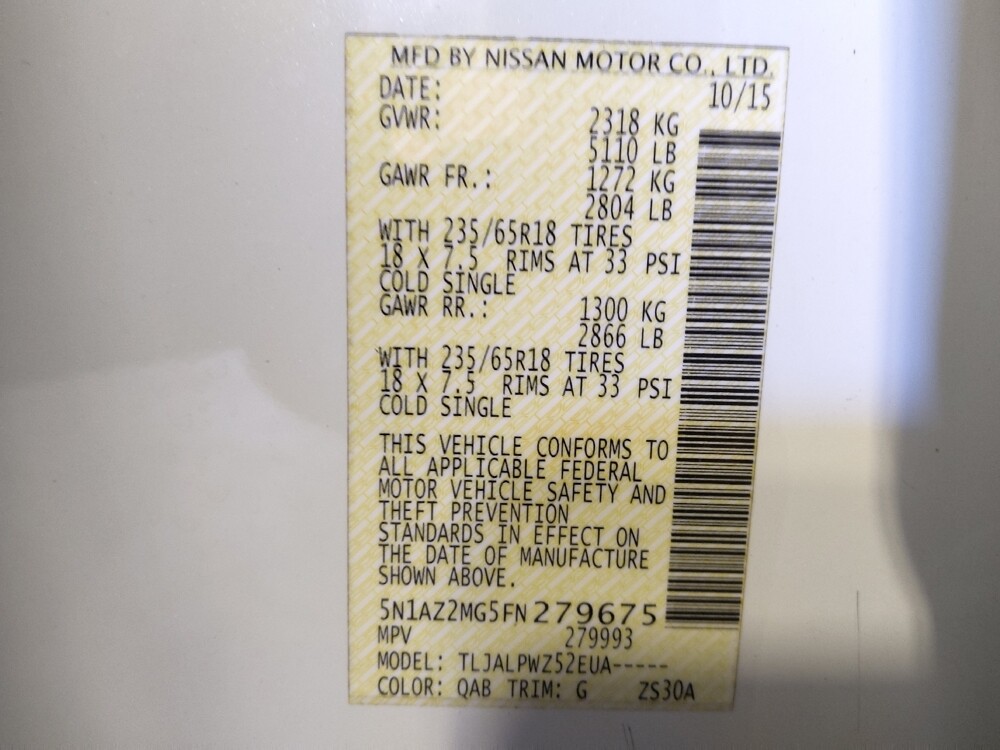 MFD BY NISSAN MOTOR CO., LTD.
DATE: 10/15
GVWR: 2318 KG
5110 LB
GAWR FR.: 1272 KG
2804 LB
WITH 235/65R18 TIRES
18 X 7.5 RIMS AT 33 PSI
COLD SINGLE
GAWR RR.: 1300 KG
2866 LB
WITH 235/65R18 TIRES
18 X 7.5 RIMS AT 33 PSI
COLD SINGLE
THIS VEHICLE CONFORMS TO
ALL APPLICABLE FEDERAL
MOTOR VEHICLE SAFETY AND
THEFT PREVENTION
STANDARDS IN EFFECT ON
THE DATE OF MANUFACTURE
SHOWN ABOVE.
5N1AZ2MG5FN279675
MPV 279993
MODEL: TLJALPWZ52EUA-----
COLOR: QAB TRIM: G ZS30A